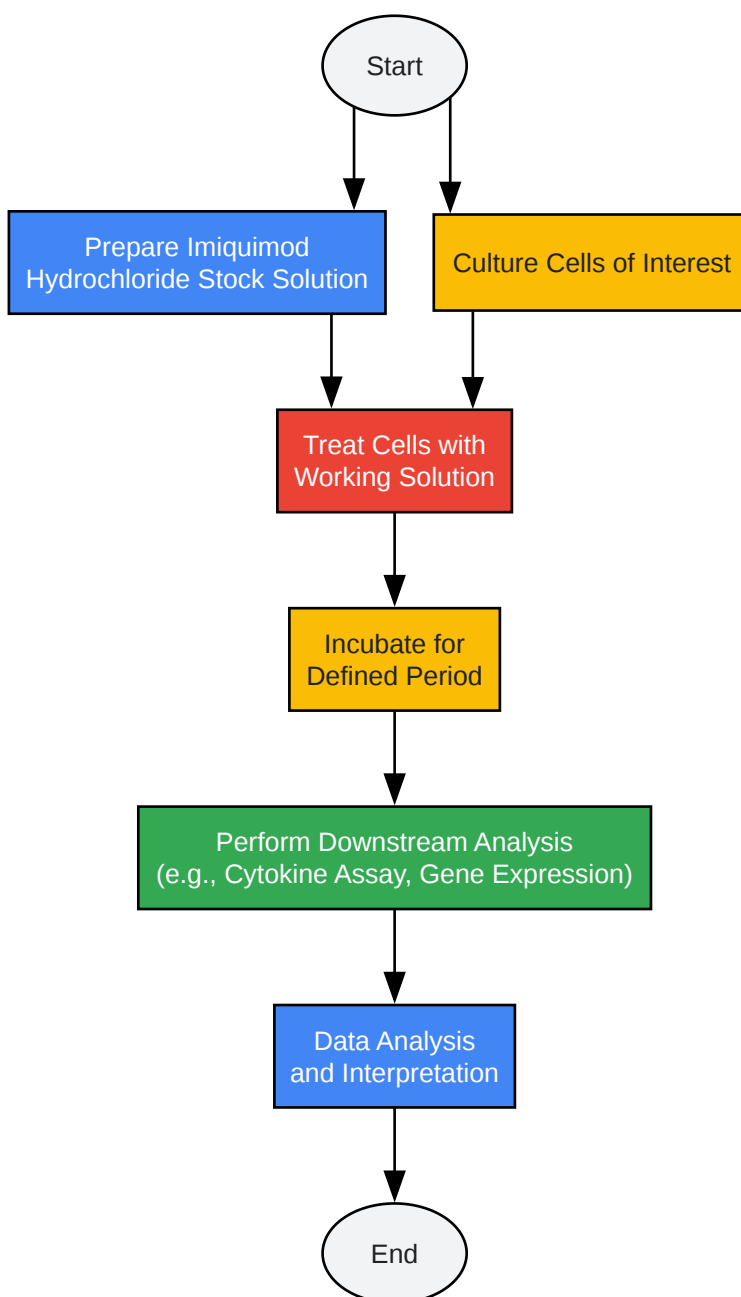 Start
Prepare Imiquimod
Hydrochloride Stock Solution
Culture Cells of Interest
Treat Cells with
Working Solution
Incubate for
Defined Period
Perform Downstream Analysis
(e.g., Cytokine Assay, Gene Expression)
Data Analysis
and Interpretation
End